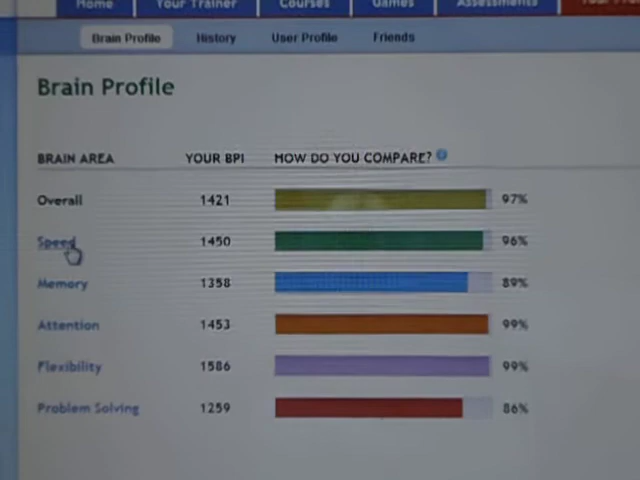 Home Your Trainer Courses Games Assessments
Brain Profile History User Profile Friends
Brain Profile
BRAIN AREA YOUR BPI HOW DO YOU COMPARE?
Overall 1421 97%
Speed 1450 96%
Memory 1358 89%
Attention 1453 99%
Flexibility 1586 99%
Problem Solving 1259 86%